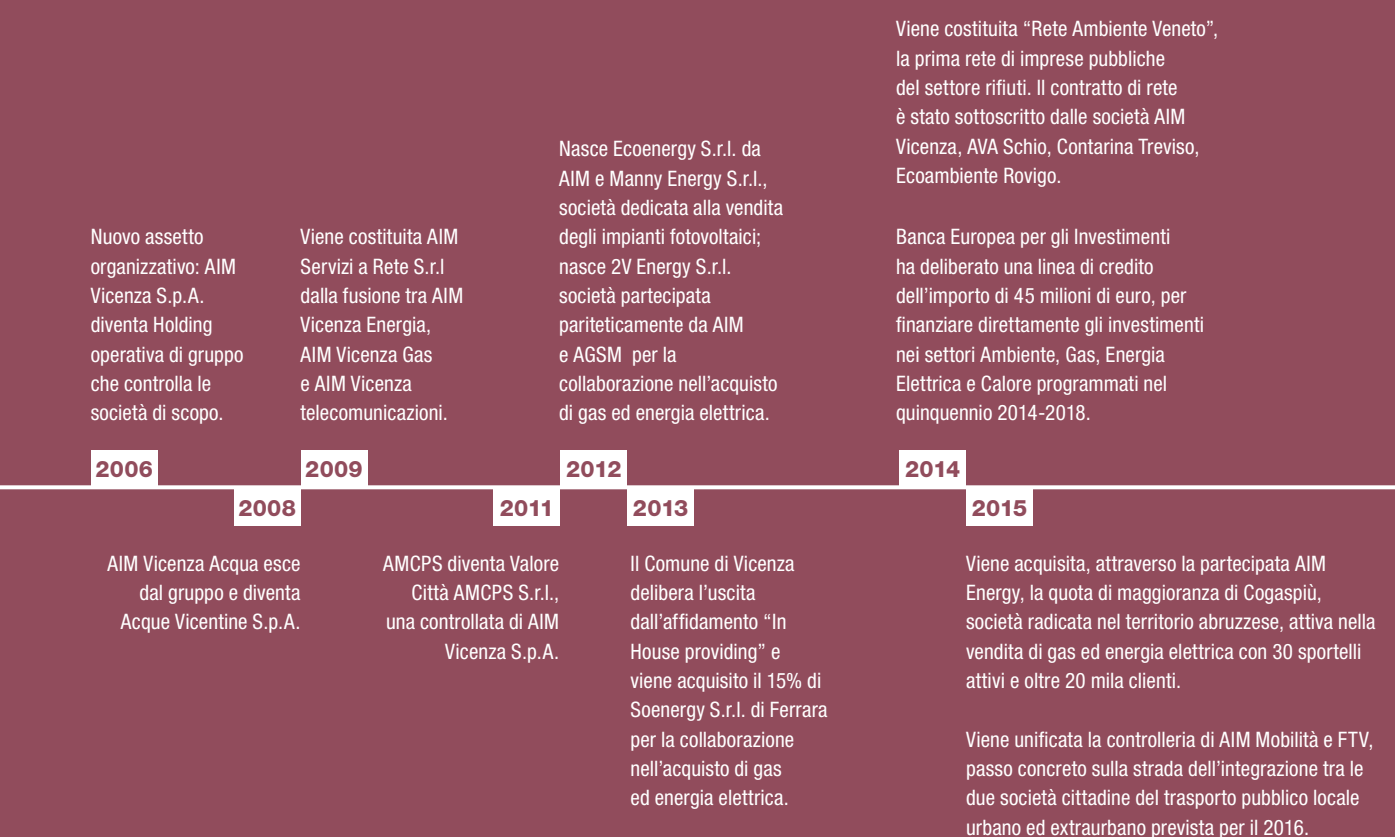 Nuovo assetto
organizzativo: AIM
Vicenza S.p.A.
diventa Holding
operativa di gruppo
che controlla le
società di scopo.
2006
2008
AIM Vicenza Acqua esce
dal gruppo e diventa
Acque Vicentine S.p.A.
Viene costituita AIM
Servizi a Rete S.r.l
dalla fusione tra AIM
Vicenza Energia,
AIM Vicenza Gas
e AIM Vicenza
telecomunicazioni.
2009
2011
AMCPS diventa Valore
Città AMCPS S.r.l.,
una controllata di AIM
Vicenza S.p.A.
Nasce Ecoenergy S.r.l. da
AIM e Manny Energy S.r.l.,
società dedicata alla vendita
degli impianti fotovoltaici;
nasce 2V Energy S.r.l.
società partecipata
pariteticamente da AIM
e AGSM per la
collaborazione nell’acquisto
di gas ed energia elettrica.
2012
2013
Il Comune di Vicenza
delibera l’uscita
dall’affidamento “In
House providing” e
viene acquisito il 15% di
Soenergy S.r.l. di Ferrara
per la collaborazione
nell’acquisto di gas
ed energia elettrica.
Viene costituita “Rete Ambiente Veneto”,
la prima rete di imprese pubbliche
del settore rifiuti. Il contratto di rete
è stato sottoscritto dalle società AIM
Vicenza, AVA Schio, Contarina Treviso,
Ecoambiente Rovigo.
Banca Europea per gli Investimenti
ha deliberato una linea di credito
dell’importo di 45 milioni di euro, per
finanziare direttamente gli investimenti
nei settori Ambiente, Gas, Energia
Elettrica e Calore programmati nel
quinquennio 2014-2018.
2014
2015
Viene acquisita, attraverso la partecipata AIM
Energy, la quota di maggioranza di Cogaspiù,
società radicata nel territorio abruzzese, attiva nella
vendita di gas ed energia elettrica con 30 sportelli
attivi e oltre 20 mila clienti.
Viene unificata la controlleria di AIM Mobilità e FTV,
passo concreto sulla strada dell’integrazione tra le
due società cittadine del trasporto pubblico locale
urbano ed extraurbano prevista per il 2016.